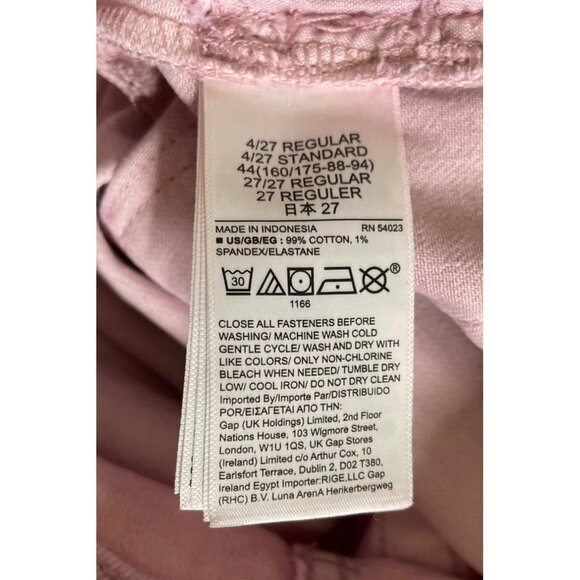 4/27 REGULAR
4/27 STANDARD
44(160/175-88-94)
27/27 REGULAR
27 REGULER
日本 27
MADE IN INDONESIA RN 54023
■ US/GB/EG : 99% COTTON, 1%
SPANDEX/ELASTANE
30 ®
1166
CLOSE ALL FASTENERS BEFORE
WASHING/ MACHINE WASH COLD
GENTLE CYCLE/ WASH AND DRY WITH
LIKE COLORS/ ONLY NON-CHLORINE
BLEACH WHEN NEEDED/ TUMBLE DRY
LOW/ COOL IRON/ DO NOT DRY CLEAN
Imported By/Importe Par/DISTRIBUIDO
POR/ΕΙΣΑΓΕΤΑΙ ΑΠΟ ΤΗΝ:
Gap (UK Holdings) Limited, 2nd Floor
Nations House, 103 Wigmore Street,
London, W1U 1QS, UK Gap Stores
(Ireland) Limited c/o Arthur Cox, 10
Earlsfort Terrace, Dublin 2, D02 T380,
Ireland Egypt Importer:RIGE,LLC Gap
(RHC) B.V. Luna ArenA Herikerbergweg